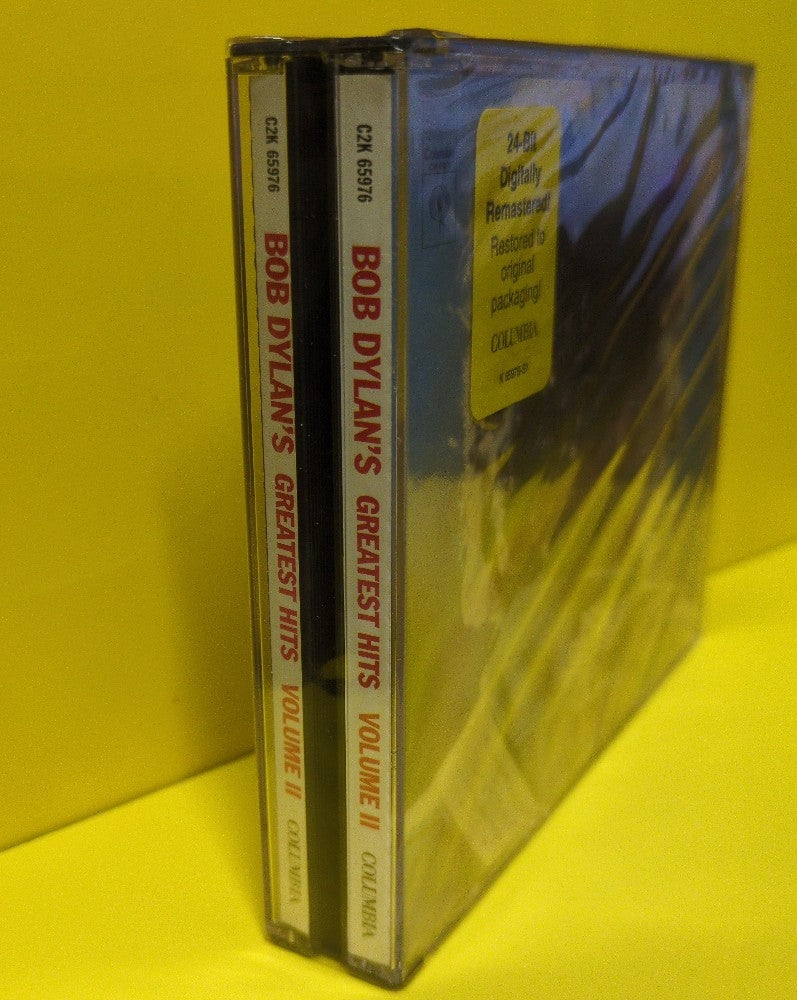 C2K 65976 BOB DYLAN'S GREATEST HITS VOLUME II COLUMBIA
C2K 65976 BOB DYLAN'S GREATEST HITS VOLUME II COLUMBIA
24-Bit
Digitally
Remastered!
Restored to
original
packaging!
COLUMBIA